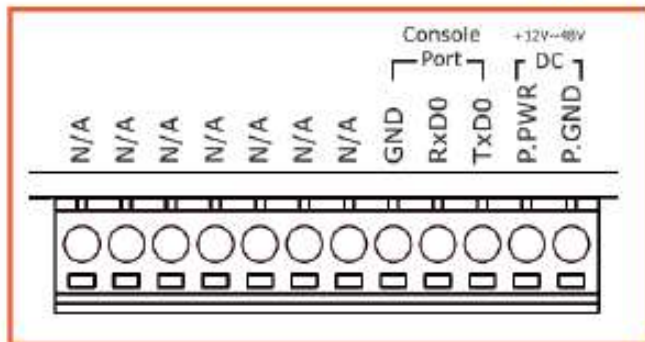 Console +12V~48V
Port DC
N/A N/A N/A N/A N/A N/A N/A GND RxD0 TxD0 P.PWR P.GND